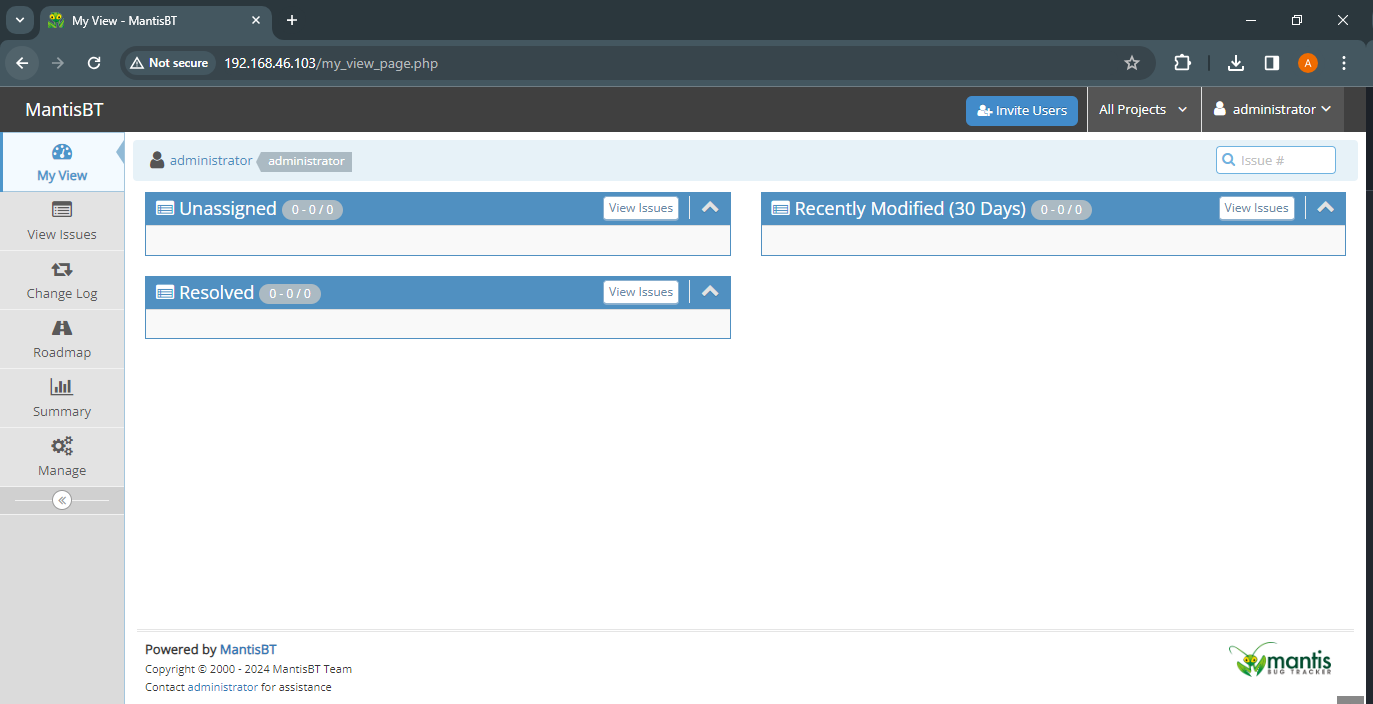 My View - MantisBT
Not secure 192.168.46.103/my_view_page.php
A
MantisBT
Invite Users
All Projects
administrator
My View
View Issues
Change Log
Roadmap
Summary
Manage
administrator administrator
Issue #
Unassigned 0 - 0 / 0 View Issues
Recently Modified (30 Days) 0 - 0 / 0 View Issues
Resolved 0 - 0 / 0 View Issues
Powered by MantisBT
Copyright © 2000 - 2024 MantisBT Team
Contact administrator for assistance
mantis
BUG TRACKER